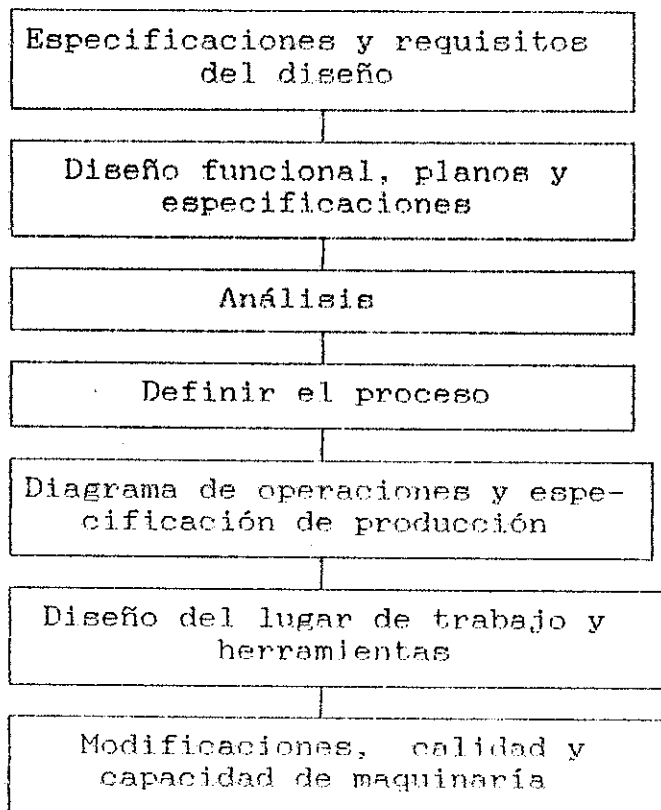 Especificaciones y requisitos
del diseño
Diseño funcional, planos y
especificaciones
Análisis
Definir el proceso
Diagrama de operaciones y espe-
cificación de producción
Diseño del lugar de trabajo y
herramientas
Modificaciones, calidad y
capacidad de maquinaría